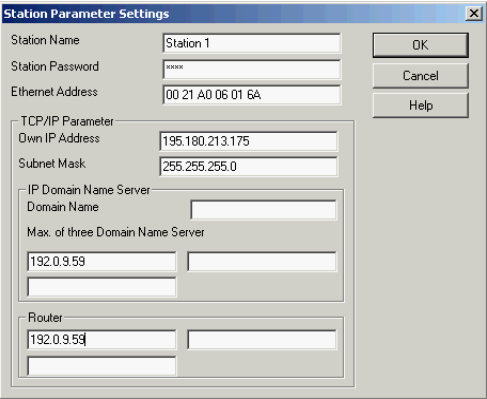 Station Parameter Settings
Station Name Station 1 OK
Station Password **** Cancel
Ethernet Address 00 21 A0 06 01 6A Help
TCP/IP Parameter
Own IP Address 195.180.213.175
Subnet Mask 255.255.255.0
IP Domain Name Server
Domain Name
Max. of three Domain Name Server
192.0.9.59
Router
192.0.9.59